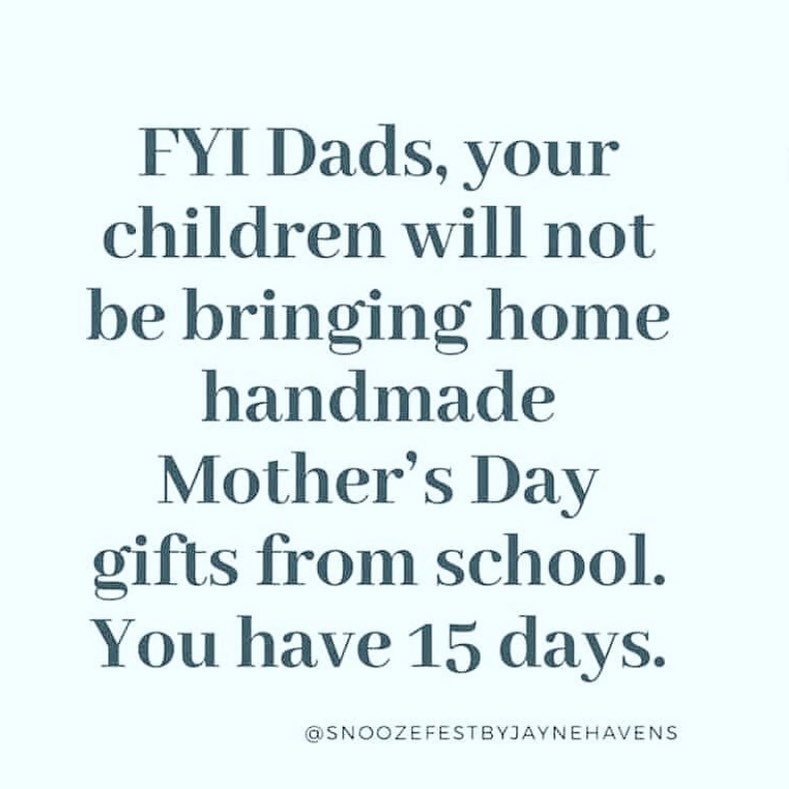 FYI Dads, your
children will not
be bringing home
handmade
Mother’s Day
gifts from school.
You have 15 days.
@SNOOZEFESTBYJAYNEHAVENS